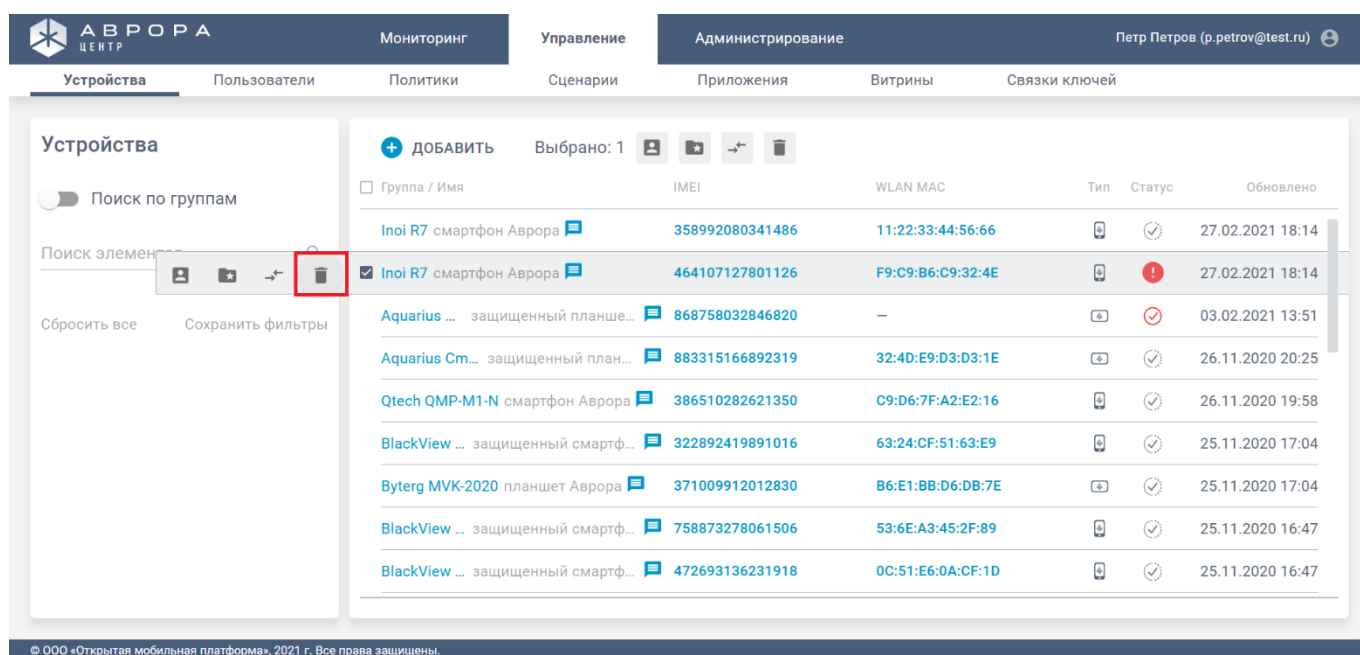 АВРОРА
ЦЕНТР
Мониторинг Управление Администрирование Петр Петров (p.petrov@test.ru)
Устройства Пользователи Политики Сценарии Приложения Витрины Связки ключей
Устройства
Поиск по группам
Поиск
Сбросить все Сохранить фильтры
ДОБАВИТЬ Выбрано: 1
Группа / Имя IMEI WLAN MAC Тип Статус Обновлено
Inoi R7 смартфон Аврора 358992080341486 11:22:33:44:56:66 27.02.2021 18:14
Inoi R7 смартфон Аврора 464107127801126 F9:C9:B6:C9:32:4E 27.02.2021 18:14
Aquarius ... защищенный планше... 868758032846820 — 03.02.2021 13:51
Aquarius Cm... защищенный план... 883315166892319 32:4D:E9:D3:D3:1E 26.11.2020 20:25
Qtech QMP-M1-N смартфон Аврора 386510282621350 C9:D6:7F:A2:E2:16 26.11.2020 19:58
BlackView ... защищенный смартф... 322892419891016 63:24:CF:51:63:E9 25.11.2020 17:04
Byterg MVK-2020 планшет Аврора 371009912012830 B6:E1:BB:D6:DB:7E 25.11.2020 17:04
BlackView ... защищенный смартф... 758873278061506 53:6E:A3:45:2F:89 25.11.2020 16:47
BlackView ... защищенный смартф... 472693136231918 0C:51:E6:0A:CF:1D 25.11.2020 16:47
© ООО «Открытая мобильная платформа», 2021 г. Все права защищены.